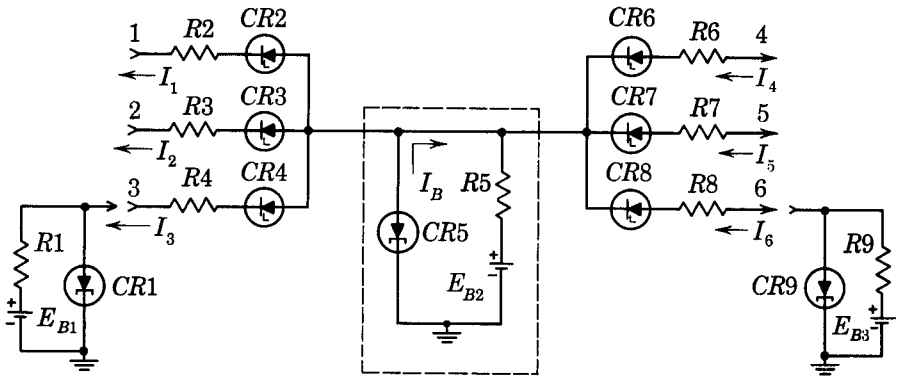 CR2
1
R2
I1
CR3
2
R3
I2
CR4
3
R4
I3
R1
CR1
+
-
EB1
IB
R5
CR5
+
-
EB2
CR6
R6
4
I4
CR7
R7
5
I5
CR8
R8
6
I6
R9
CR9
+
-
EB3